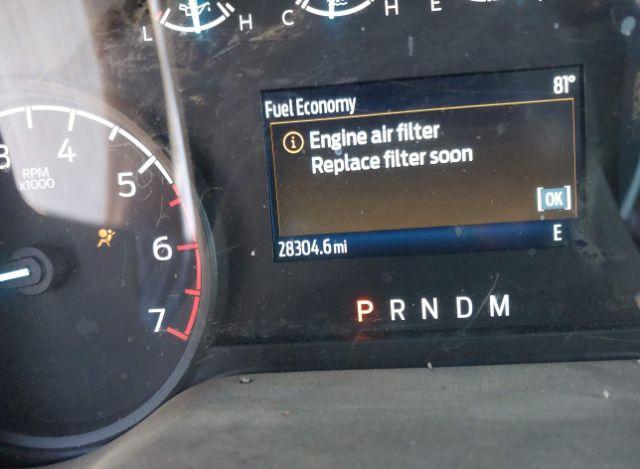 L H C H E
81°
Fuel Economy
Engine air filter
Replace filter soon
[OK]
28304.6 mi E
3 4 5 6 7
RPM
x1000
P R N D M